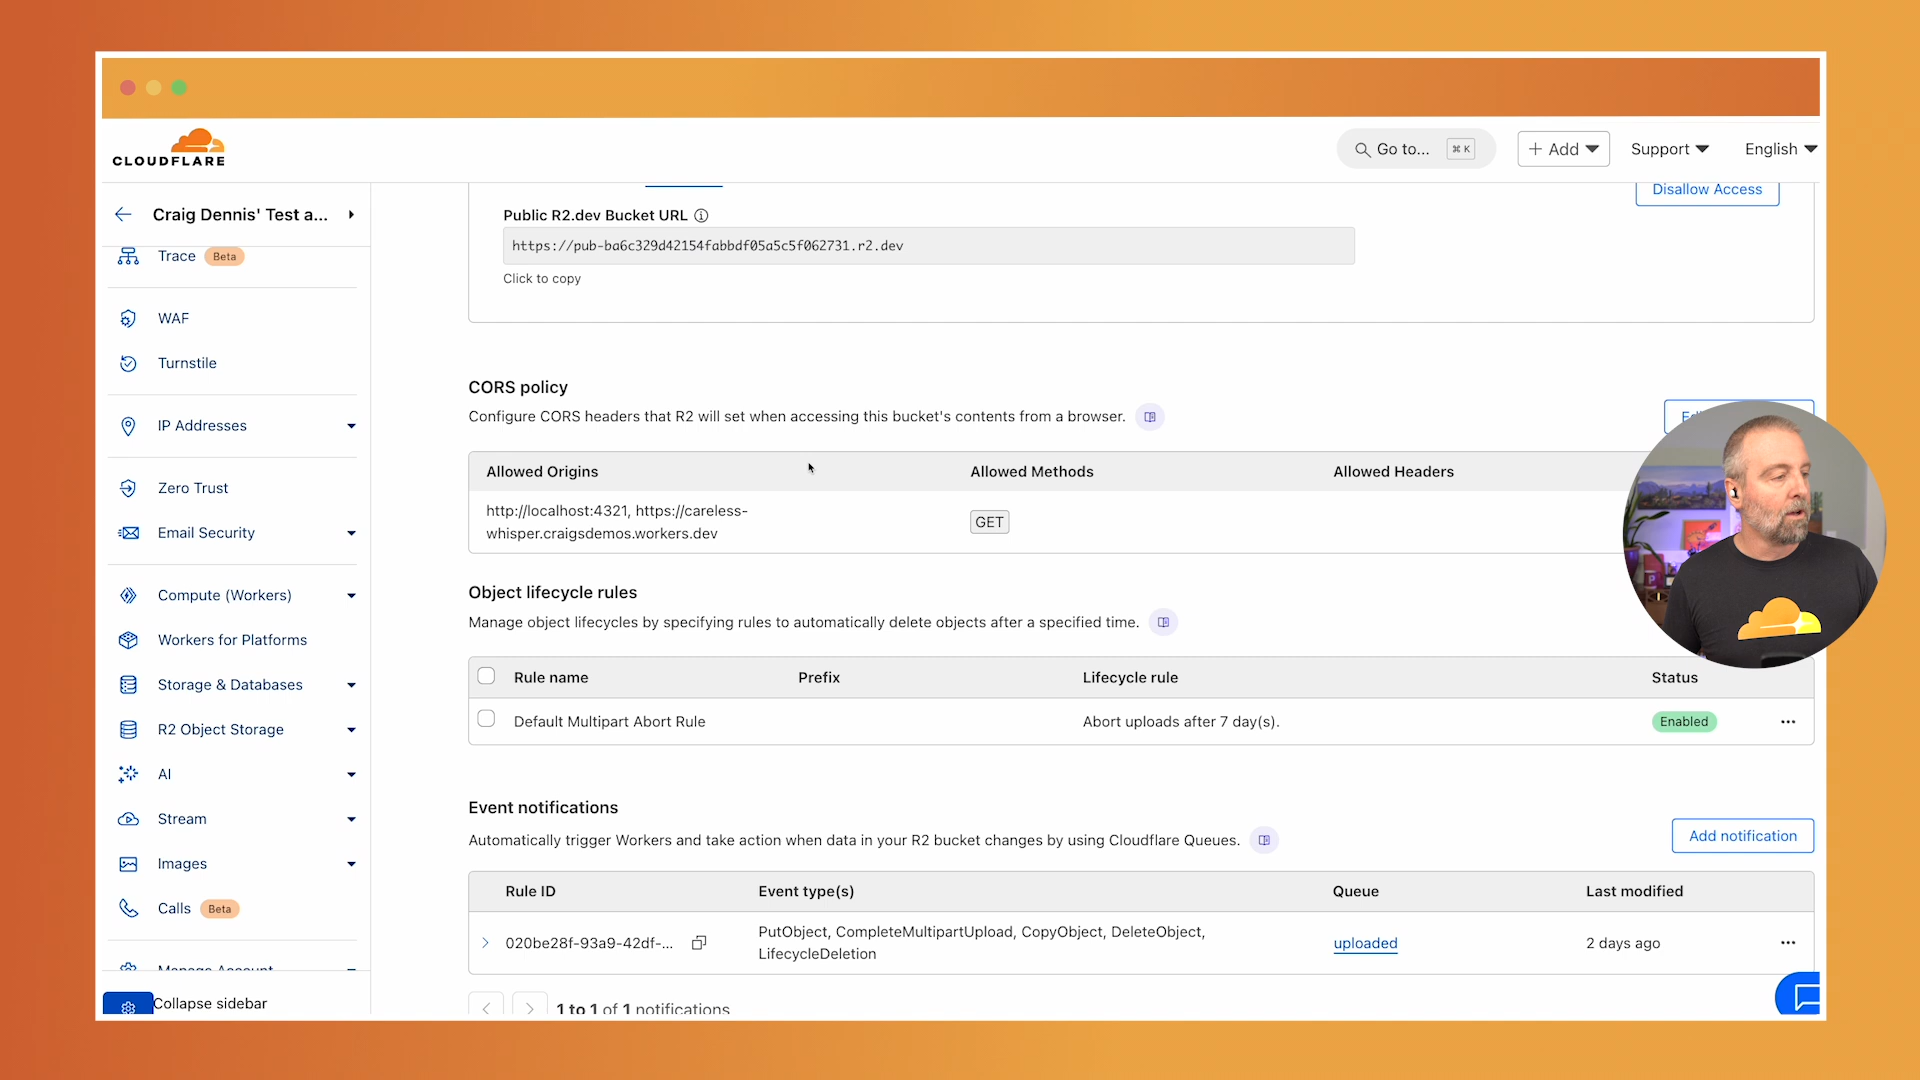 CLOUDFLARE
Go to... ⌘ K
+ Add
Support
English
Craig Dennis' Test a...
Trace Beta
WAF
Turnstile
IP Addresses
Zero Trust
Email Security
Compute (Workers)
Workers for Platforms
Storage & Databases
R2 Object Storage
AI
Stream
Images
Calls Beta
Manage Account
Collapse sidebar
Disallow Access
Public R2.dev Bucket URL
https://pub-ba6c329d42154fabbdf05a5c5f062731.r2.dev
Click to copy
CORS policy
Configure CORS headers that R2 will set when accessing this bucket's contents from a browser.
Allowed Origins Allowed Methods Allowed Headers
http://localhost:4321, https://careless-
whisper.craigsdemos.workers.dev
GET
Object lifecycle rules
Manage object lifecycles by specifying rules to automatically delete objects after a specified time.
Rule name Prefix Lifecycle rule Status
Default Multipart Abort Rule Abort uploads after 7 day(s). Enabled
Event notifications
Automatically trigger Workers and take action when data in your R2 bucket changes by using Cloudflare Queues.
Add notification
Rule ID Event type(s) Queue Last modified
020be28f-93a9-42df-...
PutObject, CompleteMultipartUpload, CopyObject, DeleteObject,
LifecycleDeletion
uploaded
2 days ago
1 to 1 of 1 notifications